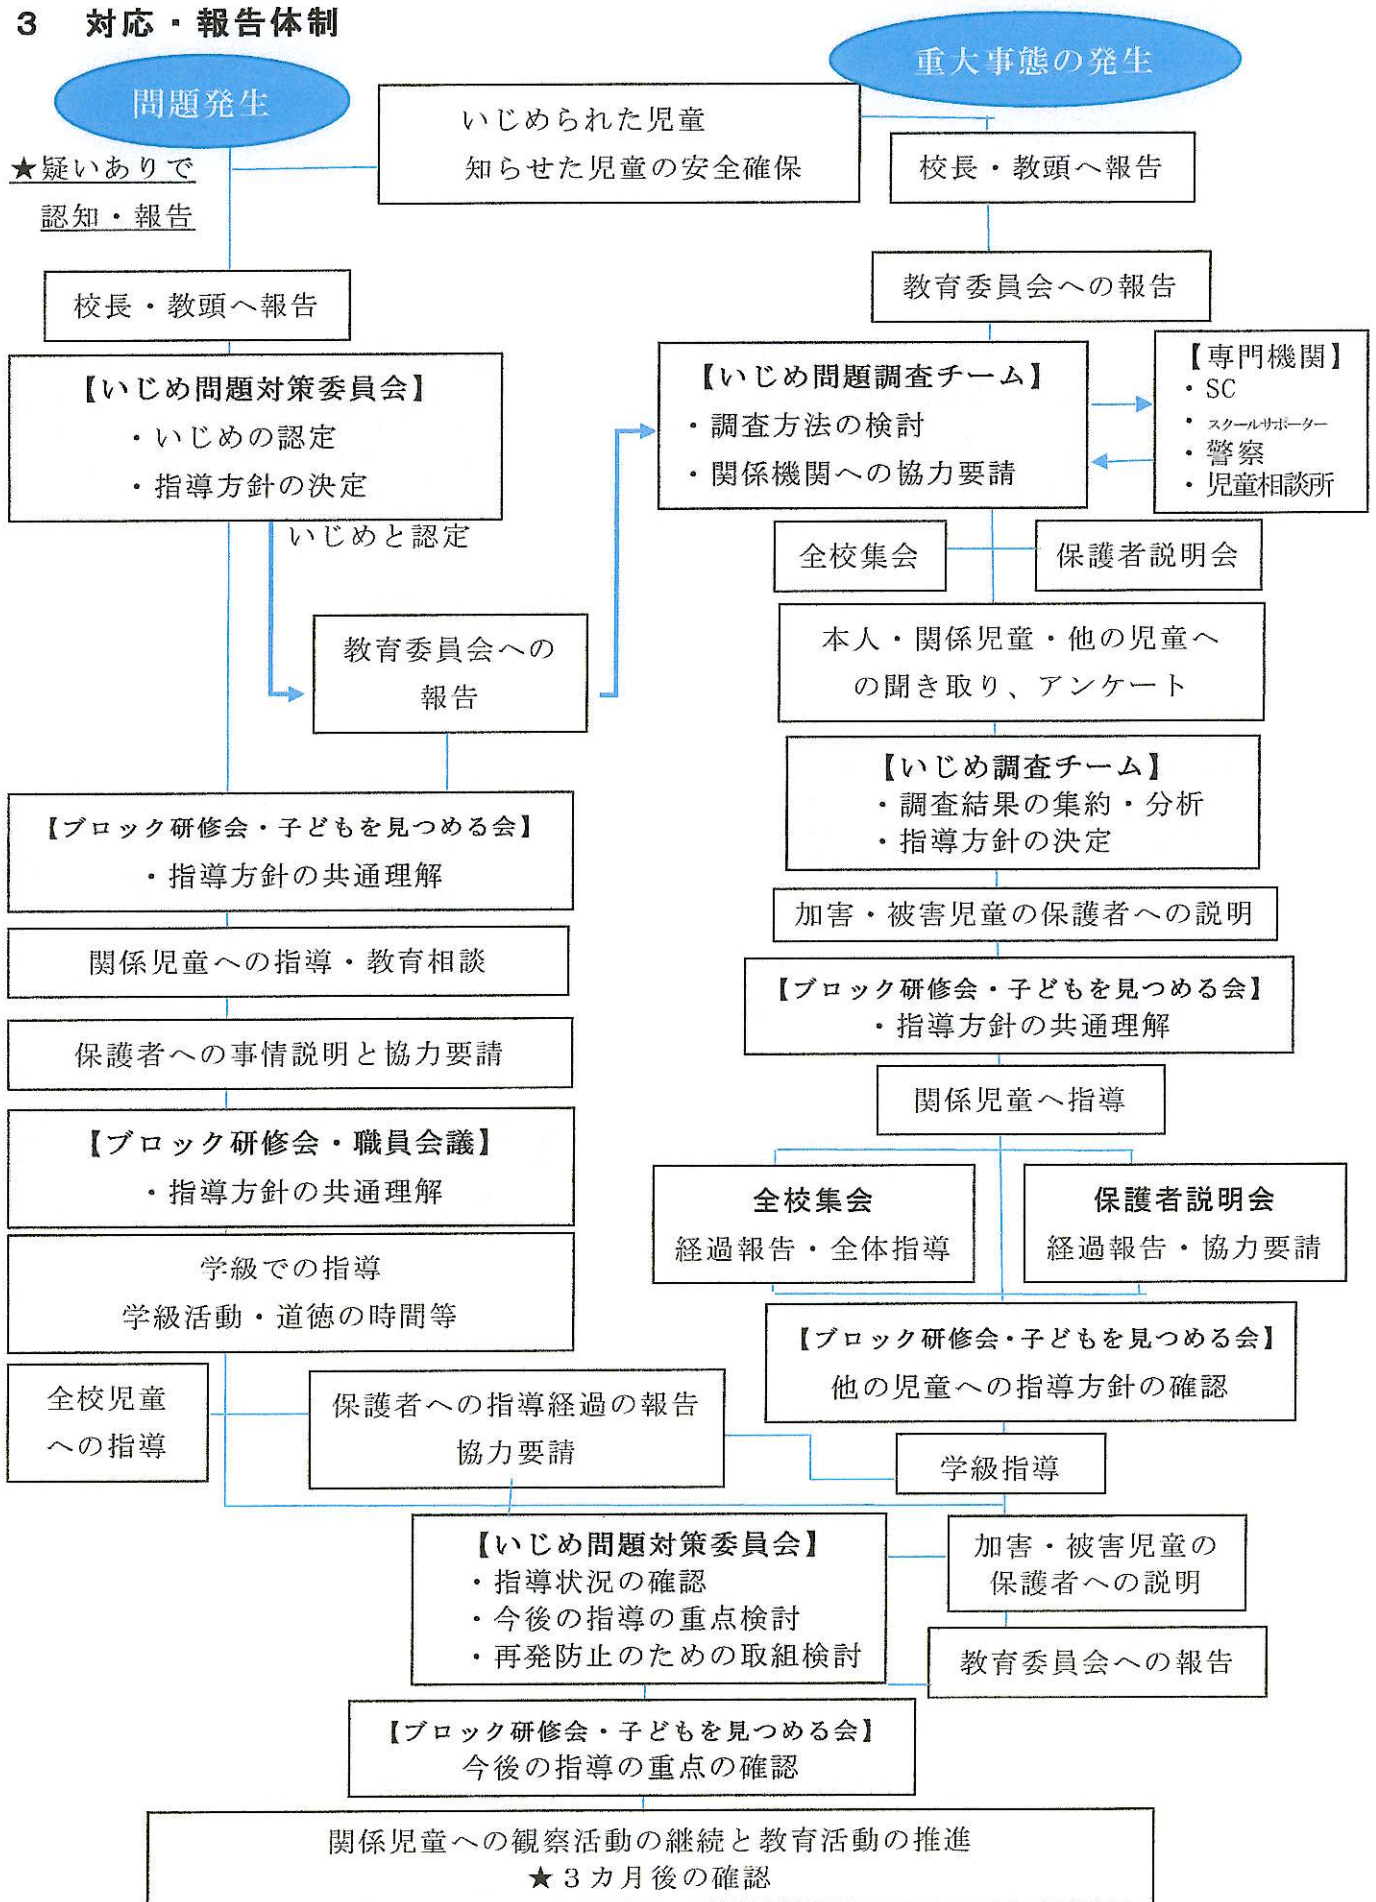 3 対応・報告体制
問題発生
★疑いありで
認知・報告
いじめられた児童
知らせた児童の安全確保
重大事態の発生
校長・教頭へ報告
教育委員会への報告
校長・教頭へ報告
【いじめ問題対策委員会】
・いじめの認定
・指導方針の決定
いじめと認定
教育委員会への
報告
【いじめ問題調査チーム】
・調査方法の検討
・関係機関への協力要請
【専門機関】
・SC
・スクールサポーター
・警察
・児童相談所
全校集会
保護者説明会
本人・関係児童・他の児童へ
の聞き取り、アンケート
【いじめ調査チーム】
・調査結果の集約・分析
・指導方針の決定
加害・被害児童の保護者への説明
【ブロック研修会・子どもを見つめる会】
・指導方針の共通理解
関係児童へ指導
全校集会
経過報告・全体指導
保護者説明会
経過報告・協力要請
【ブロック研修会・子どもを見つめる会】
他の児童への指導方針の確認
学級指導
【ブロック研修会・子どもを見つめる会】
・指導方針の共通理解
関係児童への指導・教育相談
保護者への事情説明と協力要請
【ブロック研修会・職員会議】
・指導方針の共通理解
学級での指導
学級活動・道徳の時間等
全校児童
への指導
保護者への指導経過の報告
協力要請
【いじめ問題対策委員会】
・指導状況の確認
・今後の指導の重点検討
・再発防止のための取組検討
加害・被害児童の
保護者への説明
教育委員会への報告
【ブロック研修会・子どもを見つめる会】
今後の指導の重点の確認
関係児童への観察活動の継続と教育活動の推進
★３カ月後の確認